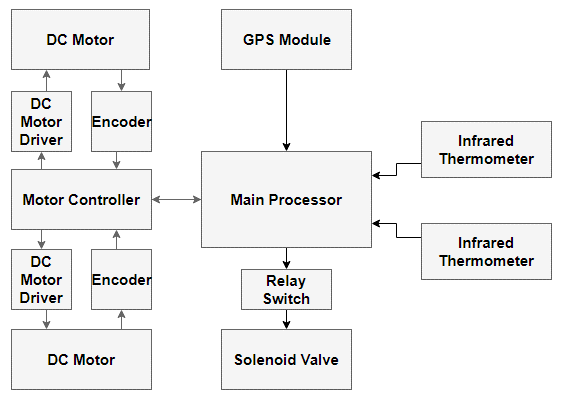 DC Motor
GPS Module
DC
Motor
Driver
Encoder
Infrared
Thermometer
Motor Controller
Main Processor
Infrared
Thermometer
DC
Motor
Driver
Encoder
Relay
Switch
DC Motor
Solenoid Valve